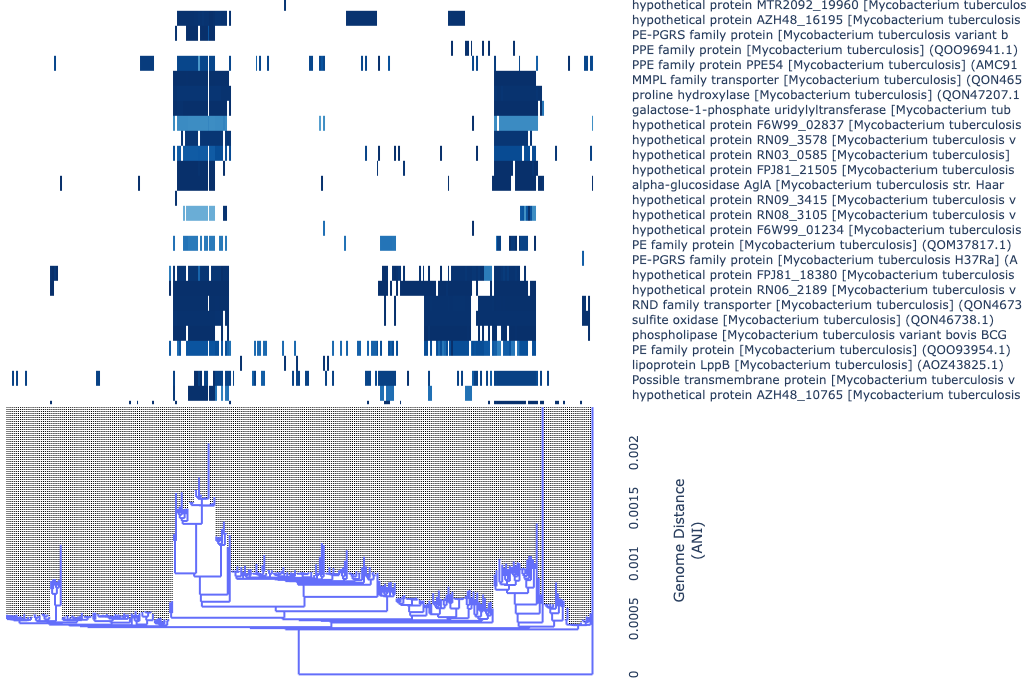 hypothetical protein MTR2092_19960 [Mycobacterium tuberculos
hypothetical protein AZH48_16195 [Mycobacterium tuberculos
PE-PGRS family protein [Mycobacterium tuberculosis variant b
PPE family protein [Mycobacterium tuberculosis] (QOO96941.1)
PPE family protein PPE54 [Mycobacterium tuberculosis] (AMC91
MMPL family transporter [Mycobacterium tuberculosis] (QON465
proline hydroxylase [Mycobacterium tuberculosis] (QON47207.1
galactose-1-phosphate uridylyltransferase [Mycobacterium tub
hypothetical protein F6W99_02837 [Mycobacterium tuberculosis
hypothetical protein RN09_3578 [Mycobacterium tuberculosis v
hypothetical protein RN03_0585 [Mycobacterium tuberculosis]
hypothetical protein FPJ81_21505 [Mycobacterium tuberculosis
alpha-glucosidase AglA [Mycobacterium tuberculosis str. Haar
hypothetical protein RN09_3415 [Mycobacterium tuberculosis v
hypothetical protein RN08_3105 [Mycobacterium tuberculosis v
hypothetical protein F6W99_01234 [Mycobacterium tuberculosis
PE family protein [Mycobacterium tuberculosis] (QOM37817.1)
PE-PGRS family protein [Mycobacterium tuberculosis H37Ra] (A
hypothetical protein FPJ81_18380 [Mycobacterium tuberculosis
hypothetical protein RN06_2189 [Mycobacterium tuberculosis v
RND family transporter [Mycobacterium tuberculosis] (QON4673
sulfite oxidase [Mycobacterium tuberculosis] (QON46738.1)
phospholipase [Mycobacterium tuberculosis variant bovis BCG
PE family protein [Mycobacterium tuberculosis] (QOO93954.1)
lipoprotein LppB [Mycobacterium tuberculosis] (AOZ43825.1)
Possible transmembrane protein [Mycobacterium tuberculosis v
hypothetical protein AZH48_10765 [Mycobacterium tuberculosis
0.002
0.0015
0.001
0.0005
0
Genome Distance
(ANI)